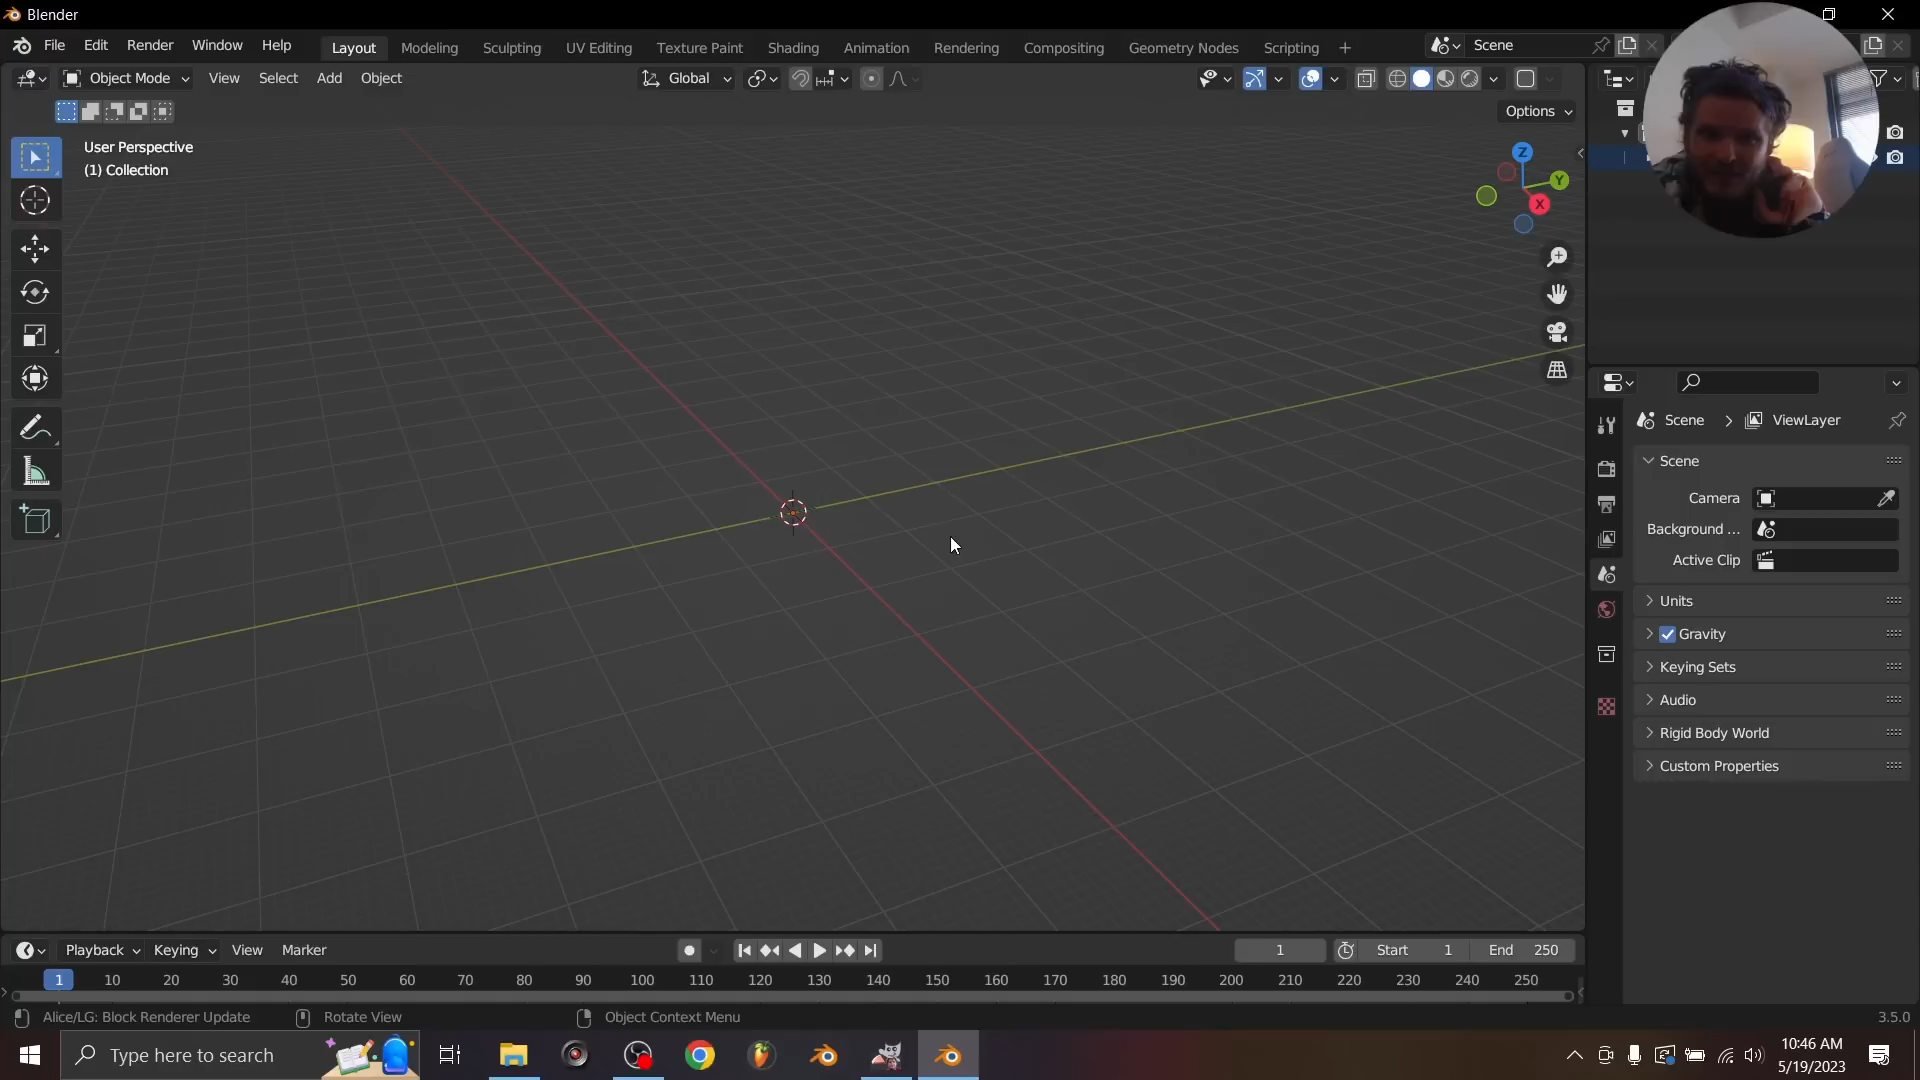 Blender
File Edit Render Window Help Layout Modeling Sculpting UV Editing Texture Paint Shading Animation Rendering Compositing Geometry Nodes Scripting + Scene
Object Mode View Select Add Object Global
Options
User Perspective
(1) Collection
Z
Y
X
Scene > ViewLayer
Scene
Camera
Background ...
Active Clip
Units
Gravity
Keying Sets
Audio
Rigid Body World
Custom Properties
Playback Keying View Marker 1 Start 1 End 250
1 10 20 30 40 50 60 70 80 90 100 110 120 130 140 150 160 170 180 190 200 210 220 230 240 250
Alice/LG: Block Renderer Update Rotate View Object Context Menu 3.5.0
Type here to search
10:46 AM
5/19/2023